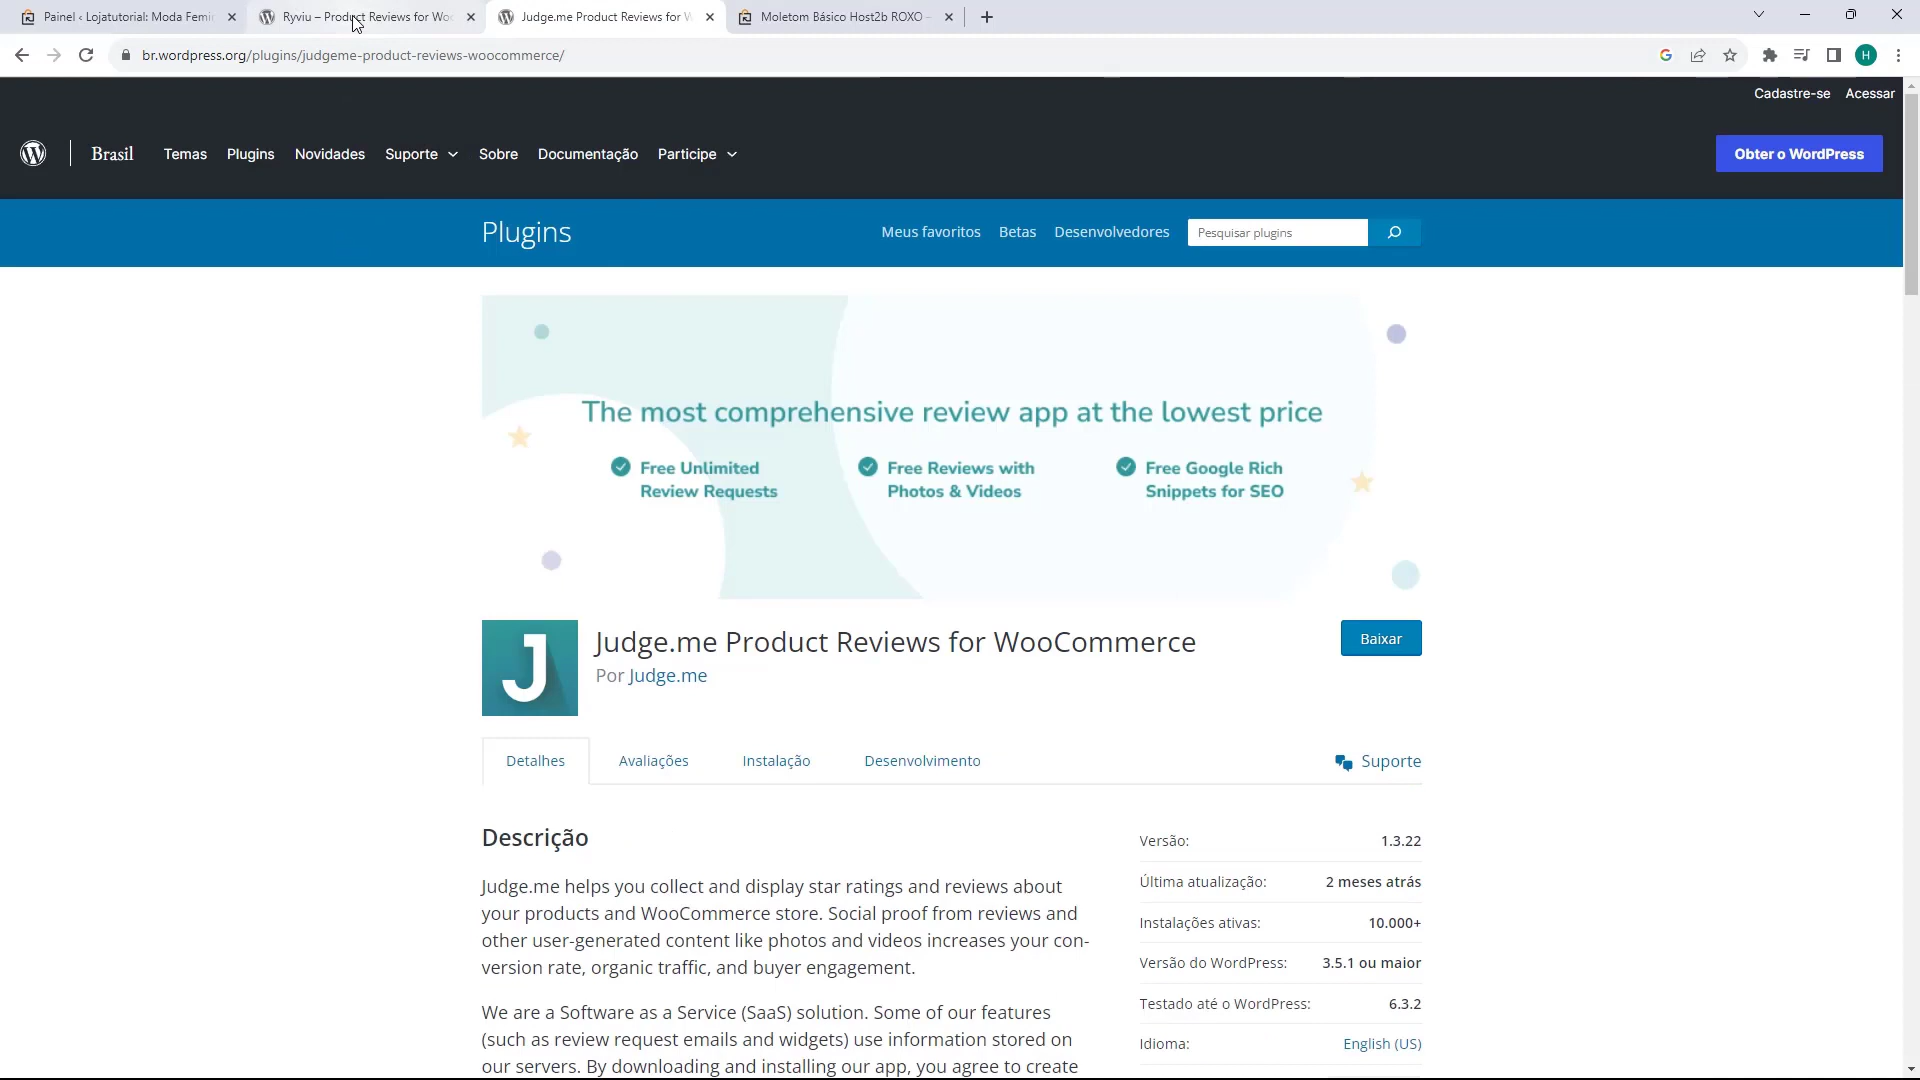 Painel ‹ Lojatutorial: Moda Femi
Ryviu – Product Reviews for Woo
Judge.me Product Reviews for W
Moletom Básico Host2b ROXO –
br.wordpress.org/plugins/judgeme-product-reviews-woocommerce/
H
Cadastre-se Acessar
Brasil Temas Plugins Novidades Suporte Sobre Documentação Participe
Obter o WordPress
Plugins
Meus favoritos Betas Desenvolvedores Pesquisar plugins
The most comprehensive review app at the lowest price
Free Unlimited
Review Requests
Free Reviews with
Photos & Videos
Free Google Rich
Snippets for SEO
J
Judge.me Product Reviews for WooCommerce
Por Judge.me
Baixar
Detalhes Avaliações Instalação Desenvolvimento
Suporte
Descrição
Judge.me helps you collect and display star ratings and reviews about
your products and WooCommerce store. Social proof from reviews and
other user-generated content like photos and videos increases your con-
version rate, organic traffic, and buyer engagement.
We are a Software as a Service (SaaS) solution. Some of our features
(such as review request emails and widgets) use information stored on
our servers. By downloading and installing our app, you agree to create
Versão: 1.3.22
Última atualização: 2 meses atrás
Instalações ativas: 10.000+
Versão do WordPress: 3.5.1 ou maior
Testado até o WordPress: 6.3.2
Idioma: English (US)